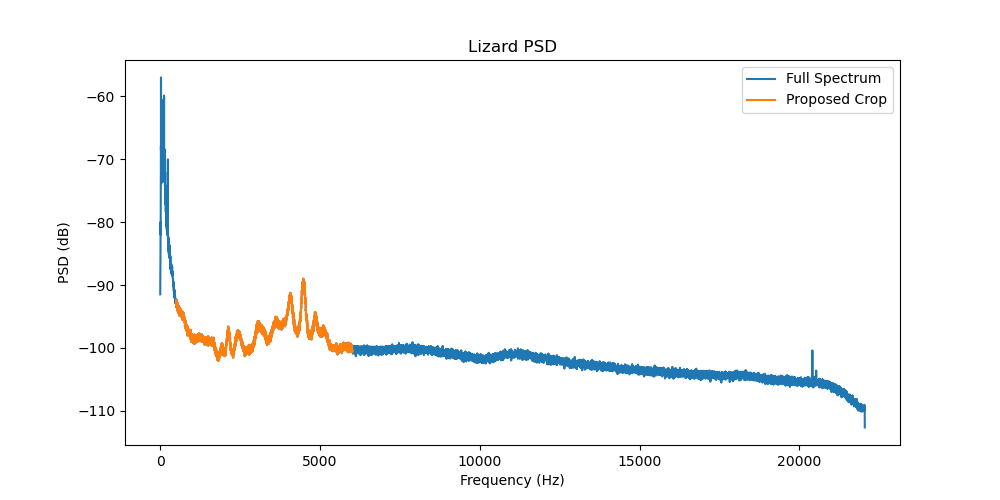 Lizard PSD
Full Spectrum
Proposed Crop
PSD (dB)
−60
−70
−80
−90
−100
−110
0
5000
10000
15000
20000
Frequency (Hz)